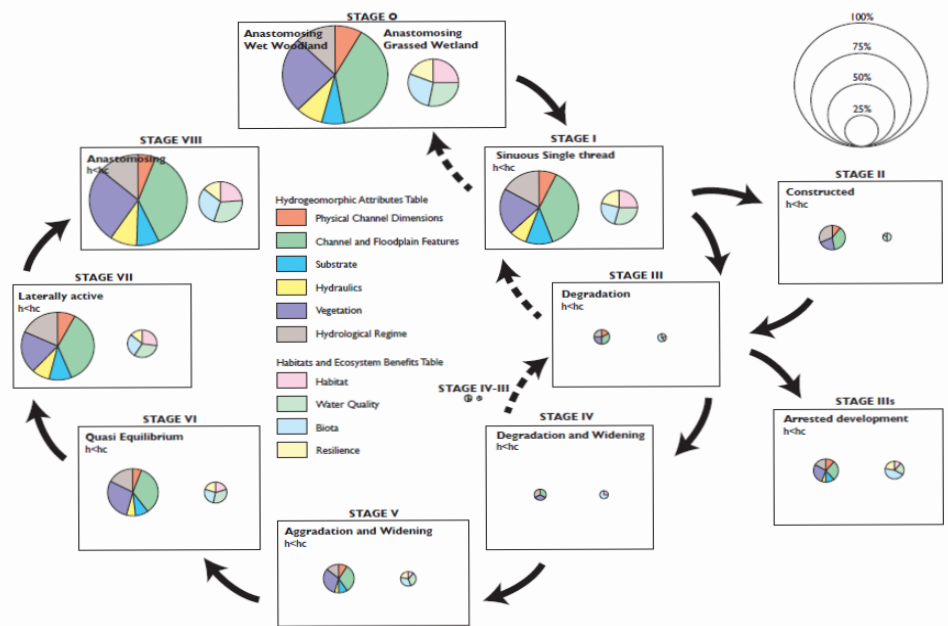 STAGE O
Anastomosing
Wet Woodland
Anastomosing
Grassed Wetland
100%
75%
50%
25%
STAGE VIII
Anastomosing
h<hc
STAGE I
Sinuous Single thread
h<hc
STAGE II
Constructed
h<hc
Hydrogeomorphic Attributes Table
Physical Channel Dimensions
Channel and Floodplain Features
Substrate
Hydraulics
Vegetation
Hydrological Regime
Habitats and Ecosystem Benefits Table
Habitat
Water Quality
Biota
Resilience
STAGE VII
Laterally active
h<hc
STAGE III
Degradation
h<hc
STAGE IV-III
STAGE VI
Quasi Equilibrium
h<hc
STAGE IV
Degradation and Widening
h<hc
STAGE IIIs
Arrested development
h<hc
STAGE V
Aggradation and Widening
h<hc